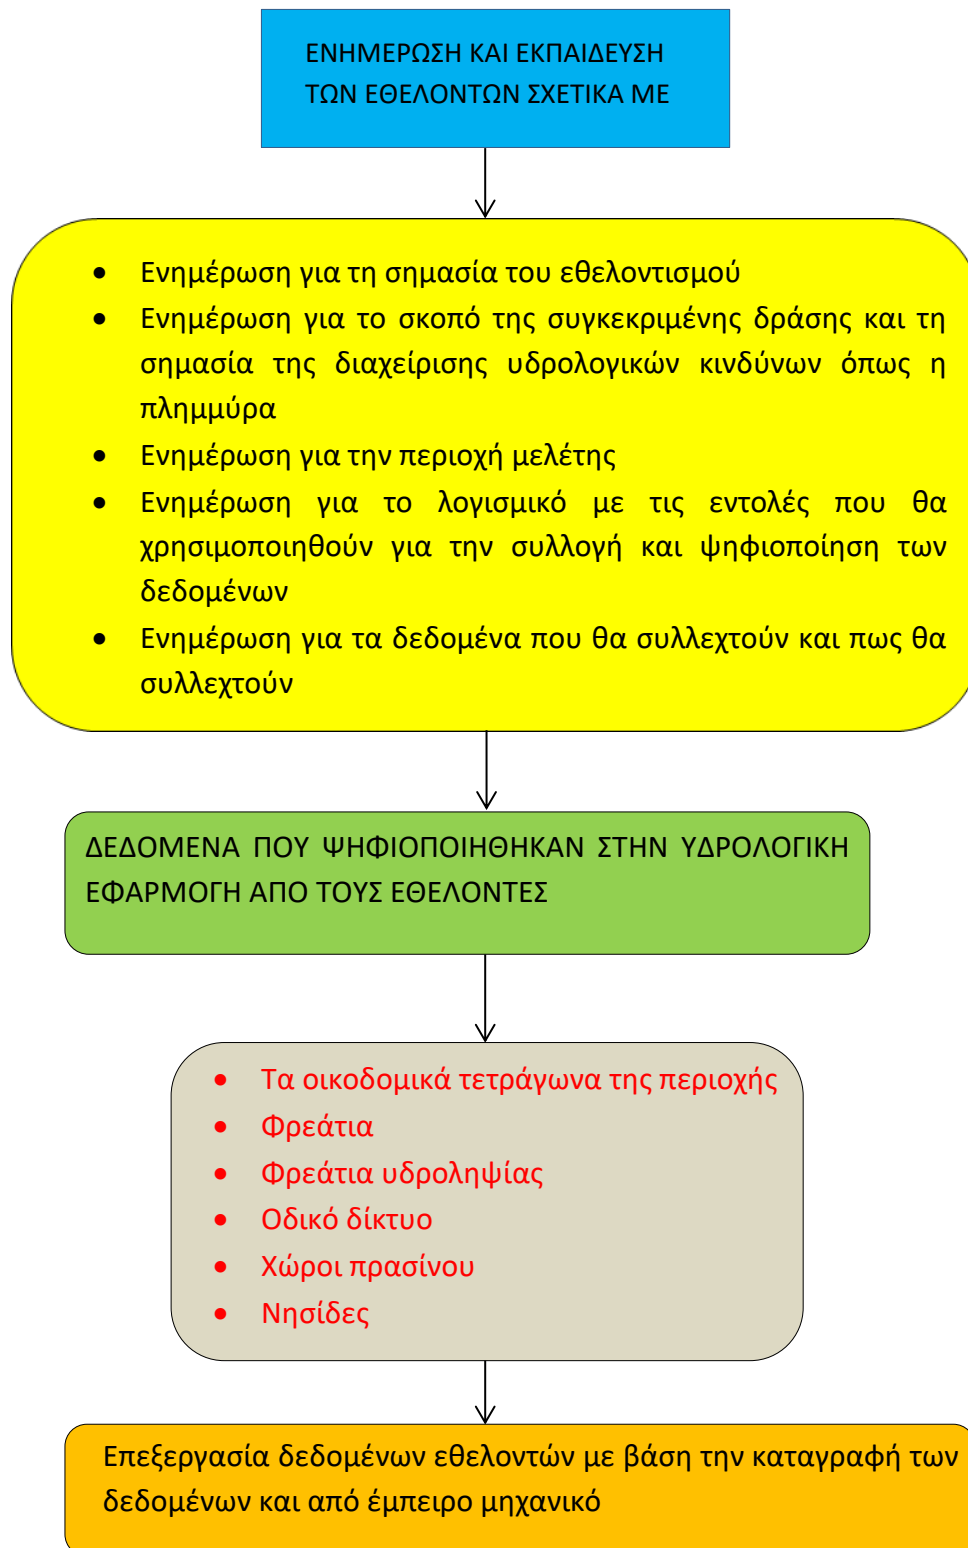 ΕΝΗΜΕΡΩΣΗ ΚΑΙ ΕΚΠΑΙΔΕΥΣΗ
ΤΩΝ ΕΘΕΛΟΝΤΩΝ ΣΧΕΤΙΚΑ ΜΕ
• Ενημέρωση για τη σημασία του εθελοντισμού
• Ενημέρωση για το σκοπό της συγκεκριμένης δράσης και τη
σημασία της διαχείρισης υδρολογικών κινδύνων όπως η
πλημμύρα
• Ενημέρωση για την περιοχή μελέτης
• Ενημέρωση για το λογισμικό με τις εντολές που θα
χρησιμοποιηθούν για την συλλογή και ψηφιοποίηση των
δεδομένων
• Ενημέρωση για τα δεδομένα που θα συλλεχτούν και πως θα
συλλεχτούν
ΔΕΔΟΜΕΝΑ ΠΟΥ ΨΗΦΙΟΠΟΙΗΘΗΚΑΝ ΣΤΗΝ ΥΔΡΟΛΟΓΙΚΗ
ΕΦΑΡΜΟΓΗ ΑΠΟ ΤΟΥΣ ΕΘΕΛΟΝΤΕΣ
• Τα οικοδομικά τετράγωνα της περιοχής
• Φρεάτια
• Φρεάτια υδροληψίας
• Οδικό δίκτυο
• Χώροι πρασίνου
• Νησίδες
Επεξεργασία δεδομένων εθελοντών με βάση την καταγραφή των
δεδομένων και από έμπειρο μηχανικό